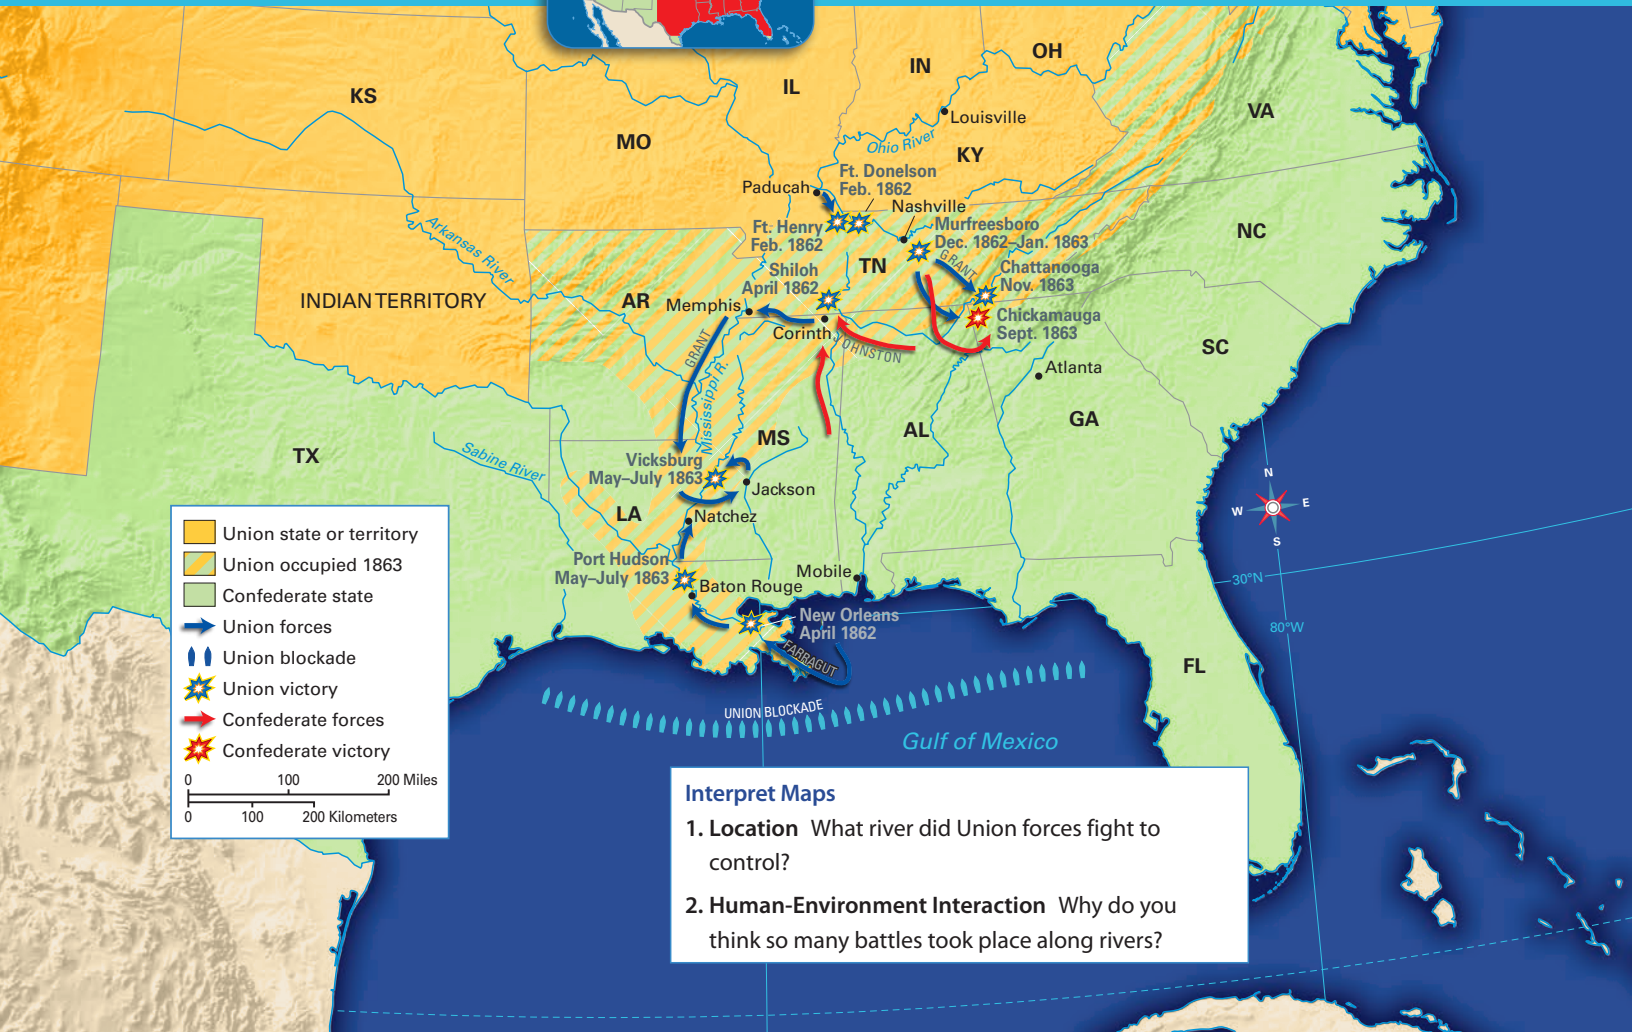 OH
IN
IL
KS
VA
Louisville
MO
Ohio River
KY
Ft. Donelson
Feb. 1862
Paducah
Nashville
Ft. Henry
Feb. 1862
Murfreesboro
Dec. 1862–Jan. 1863
NC
Arkansas River
GRANT
TN
Shiloh
April 1862
Chattanooga
Nov. 1863
INDIAN TERRITORY
AR
Memphis
Chickamauga
Sept. 1863
Corinth
JOHNSTON
GRANT
SC
Mississippi R.
Atlanta
GA
AL
MS
TX
Sabine River
Vicksburg
May–July 1863
Jackson
N
W
E
S
LA
Natchez
Port Hudson
May–July 1863
Baton Rouge
Mobile
30°N
New Orleans
April 1862
80°W
FARRAGUT
FL
UNION BLOCKADE
Gulf of Mexico
Union state or territory
Union occupied 1863
Confederate state
Union forces
Union blockade
Union victory
Confederate forces
Confederate victory
0 100 200 Miles
0 100 200 Kilometers
Interpret Maps
1. Location What river did Union forces fight to
control?
2. Human-Environment Interaction Why do you
think so many battles took place along rivers?